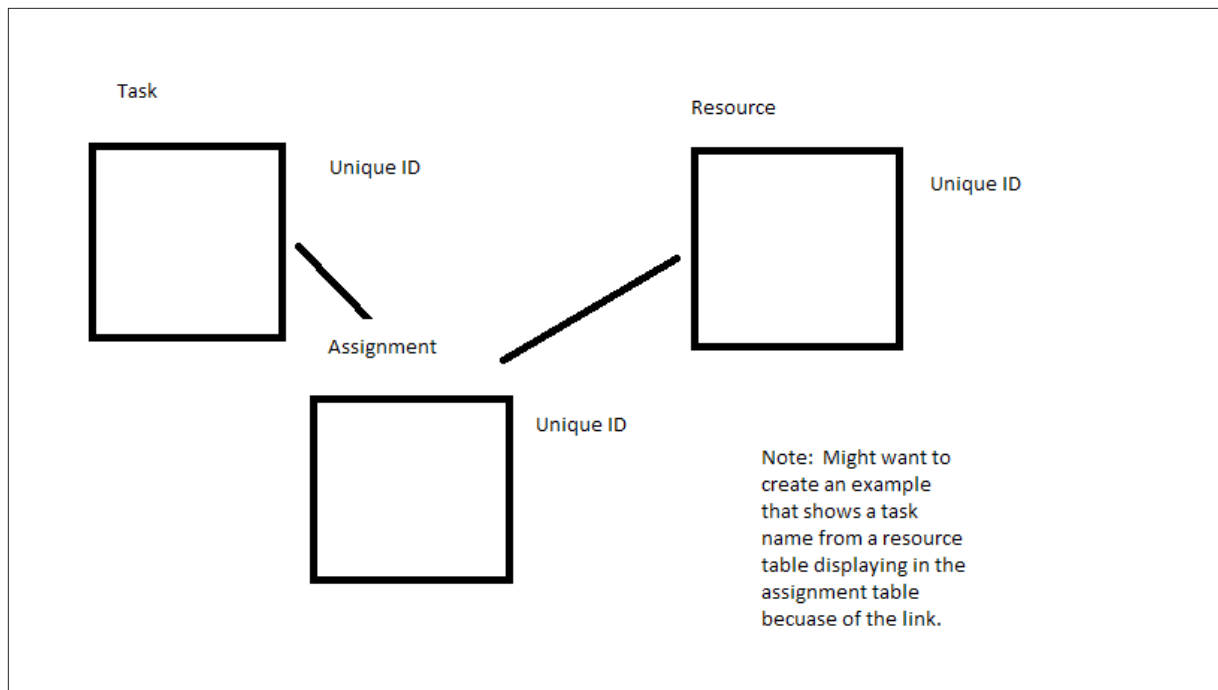 Task
Resource
Unique ID
Unique ID
Assignment
Unique ID
Note:  Might want to
create an example
that shows a task
name from a resource
table displaying in the
assignment table
becuase of the link.